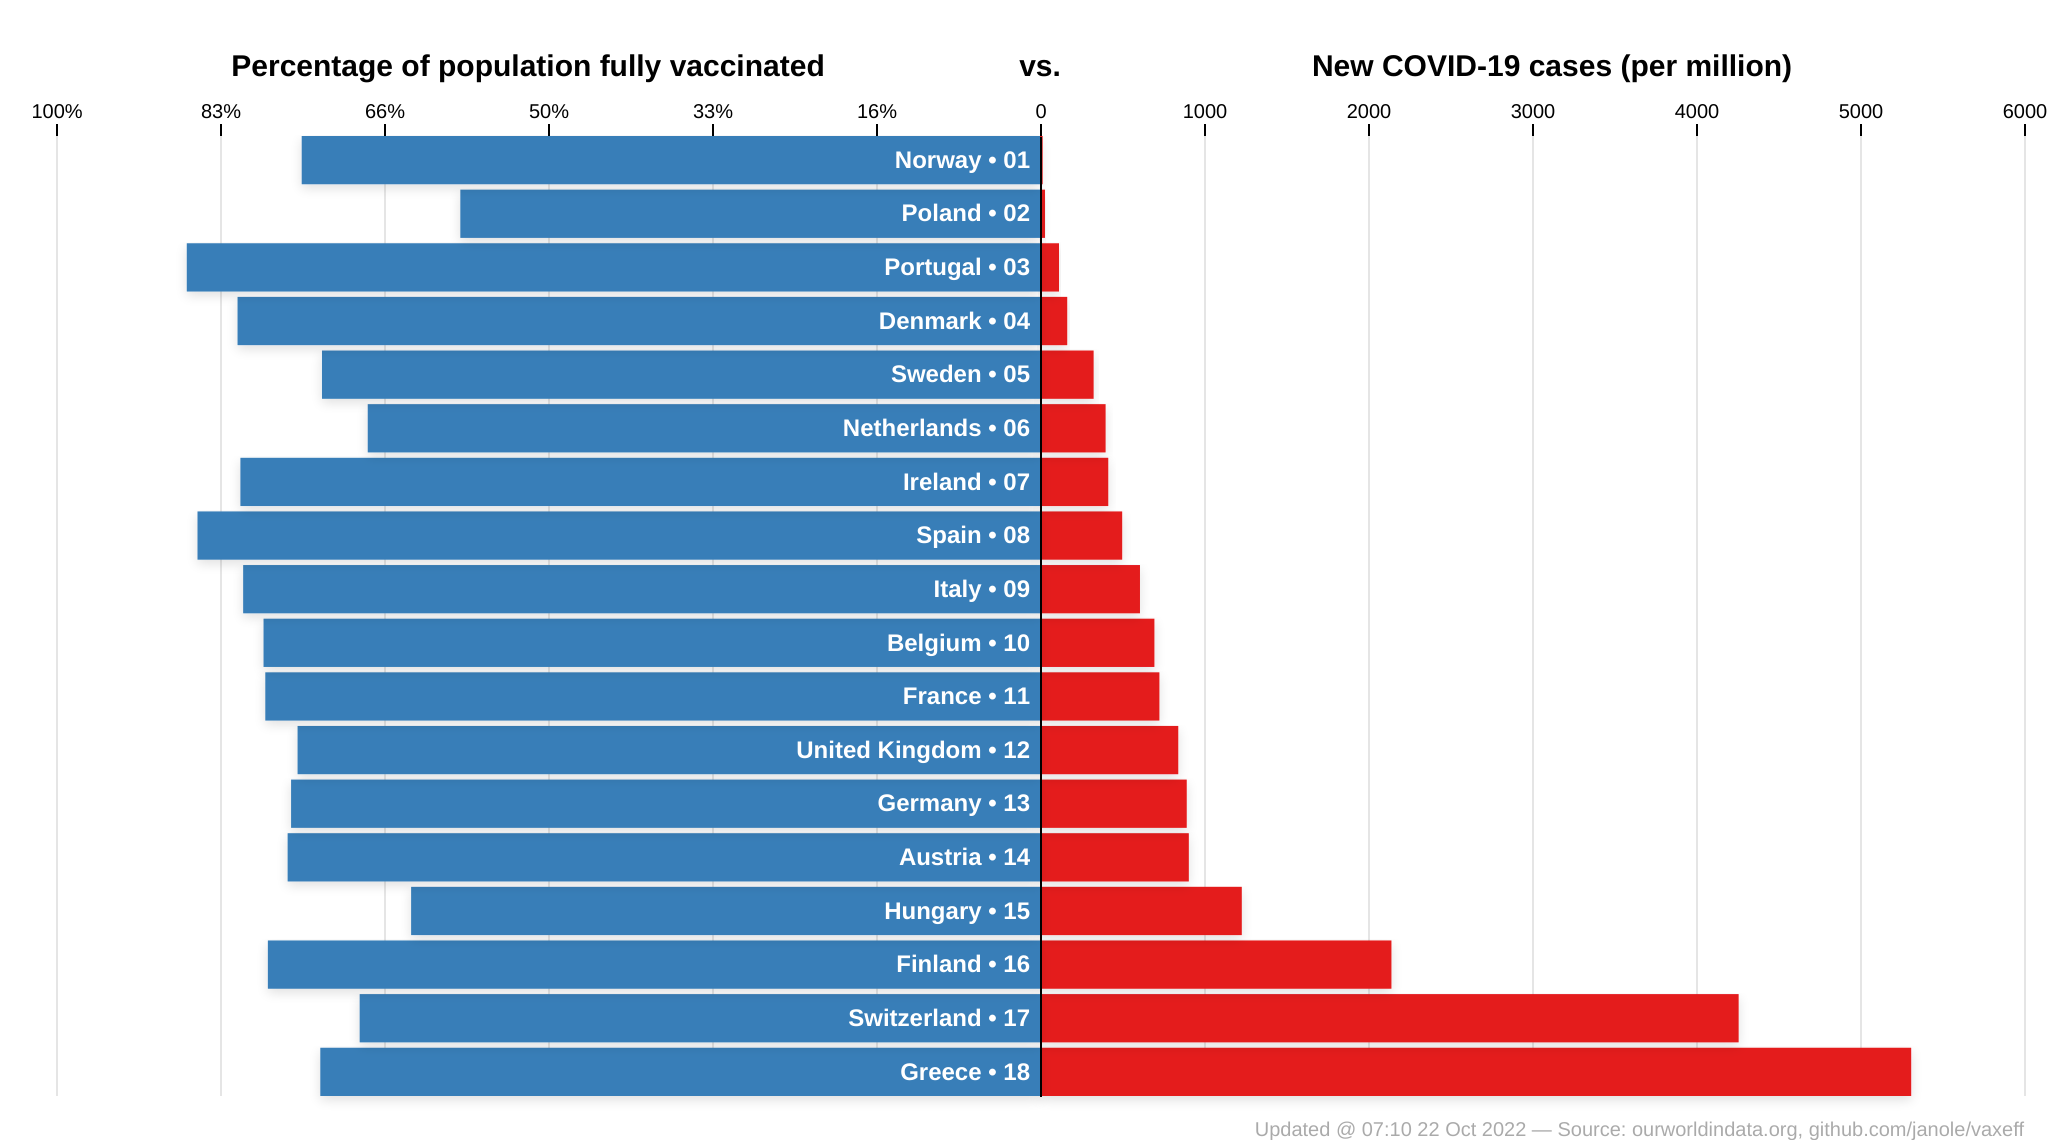 Percentage of population fully vaccinated vs. New COVID-19 cases (per million)
100% 83% 66% 50% 33% 16% 0 1000 2000 3000 4000 5000 6000
Norway • 01
Poland • 02
Portugal • 03
Denmark • 04
Sweden • 05
Netherlands • 06
Ireland • 07
Spain • 08
Italy • 09
Belgium • 10
France • 11
United Kingdom • 12
Germany • 13
Austria • 14
Hungary • 15
Finland • 16
Switzerland • 17
Greece • 18
Updated @ 07:10 22 Oct 2022 — Source: ourworldindata.org, github.com/janole/vaxeff